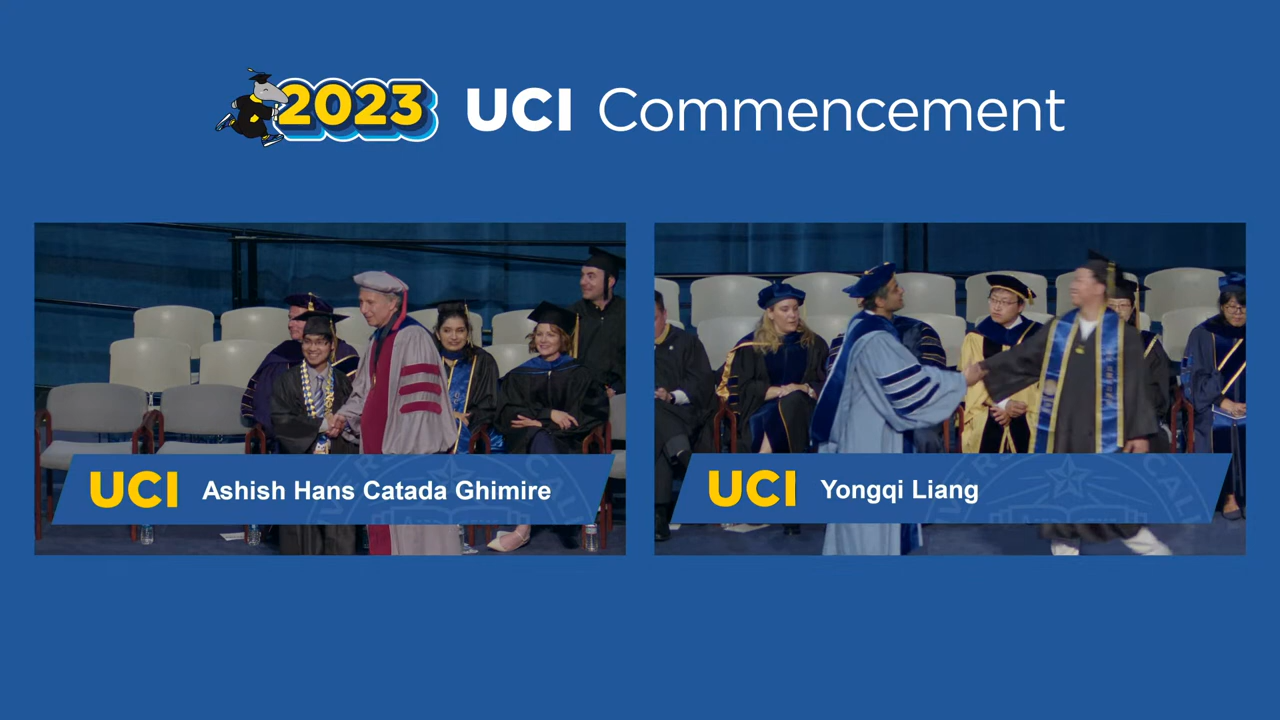 2023 UCI Commencement
UCI Ashish Hans Catada Ghimire
UCI Yongqi Liang